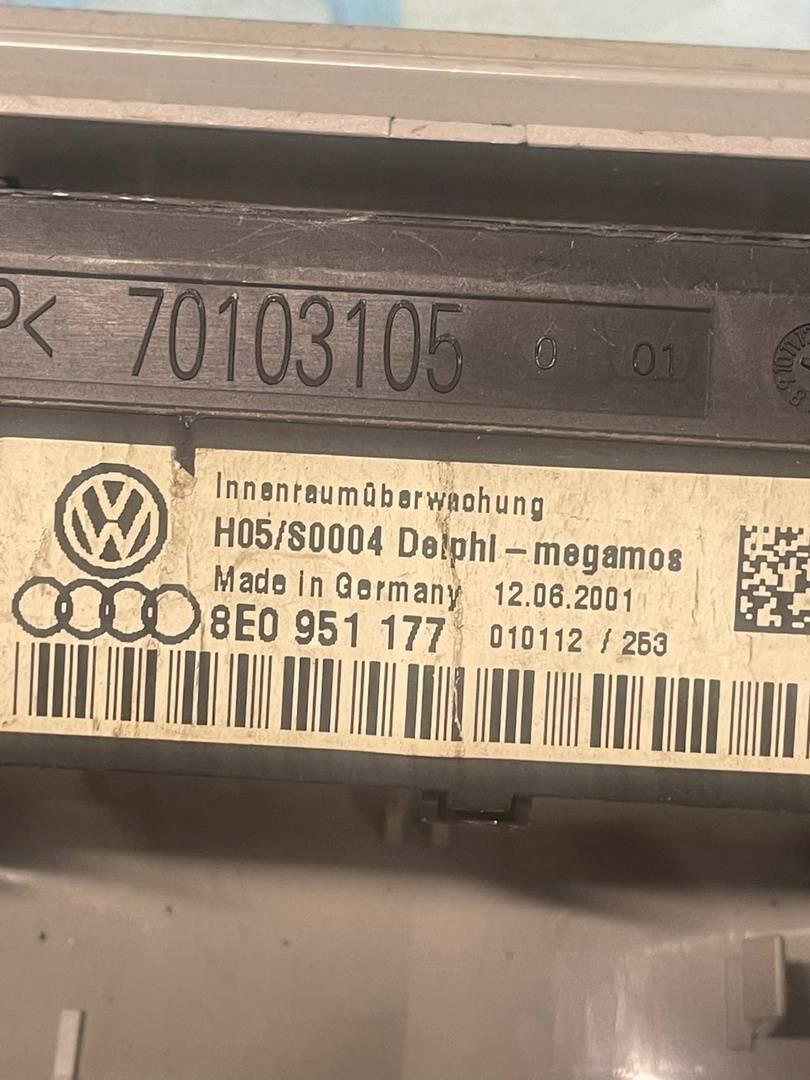 P< 70103105 0 01
Innenraumüberwachung
H05/S0004 Delphi-megamos
Made in Germany 12.06.2001
8E0 951 177 010112 / 253